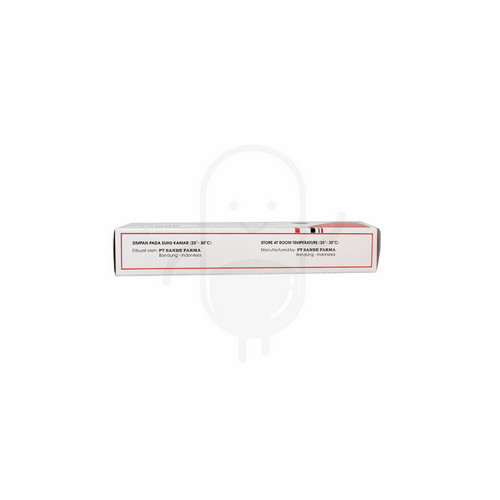 SIMPAN PADA SUHU KAMAR (25°- 30°C)
Dibuat oleh: PT SANBE FARMA
Bandung - Indonesia
STORE AT ROOM TEMPERATURE (25°- 30°C)
Manufactured by: PT SANBE FARMA
Bandung - Indonesia